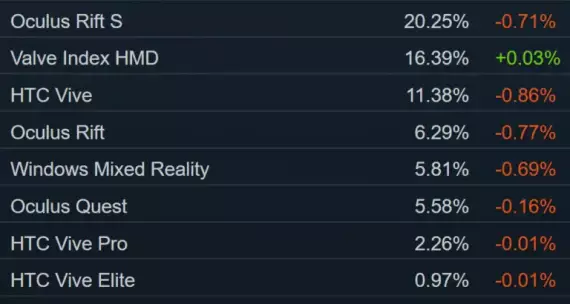 Oculus Rift S 20.25% -0.71%
Valve Index HMD 16.39% +0.03%
HTC Vive 11.38% -0.86%
Oculus Rift 6.29% -0.77%
Windows Mixed Reality 5.81% -0.69%
Oculus Quest 5.58% -0.16%
HTC Vive Pro 2.26% -0.01%
HTC Vive Elite 0.97% -0.01%